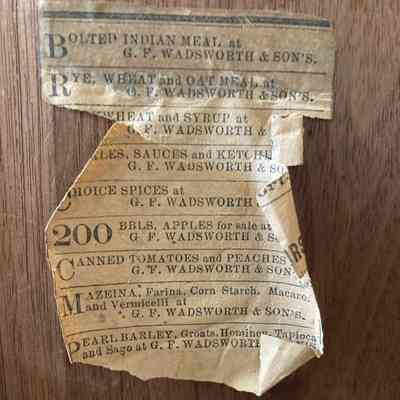 BOLTED INDIAN MEAL at
G. F. WADSWORTH & SON'S.
RYE, WHEAT and OAT MEAL at
G. F. WADSWORTH & SON'S.
WHEAT and SYRUP at
G. F. WADSWORTH &
LES, SAUCES and KETCH
G. F. WADSWORTH &
CHOICE SPICES at
G. F. WADSWORTH &
200 BBLS. APPLES for sale at
G. F. WADSWORTH & S
CANNED TOMATOES and PEACHES
G. F. WADSWORTH & SON
MAZEINA, Farina, Corn Starch, Macaro
and Vermicelli at
G. F. WADSWORTH & SON'S.
PEARL BARLEY, Groats, Hominey, Tapioca
and Sago at G. F. WADSWORTH